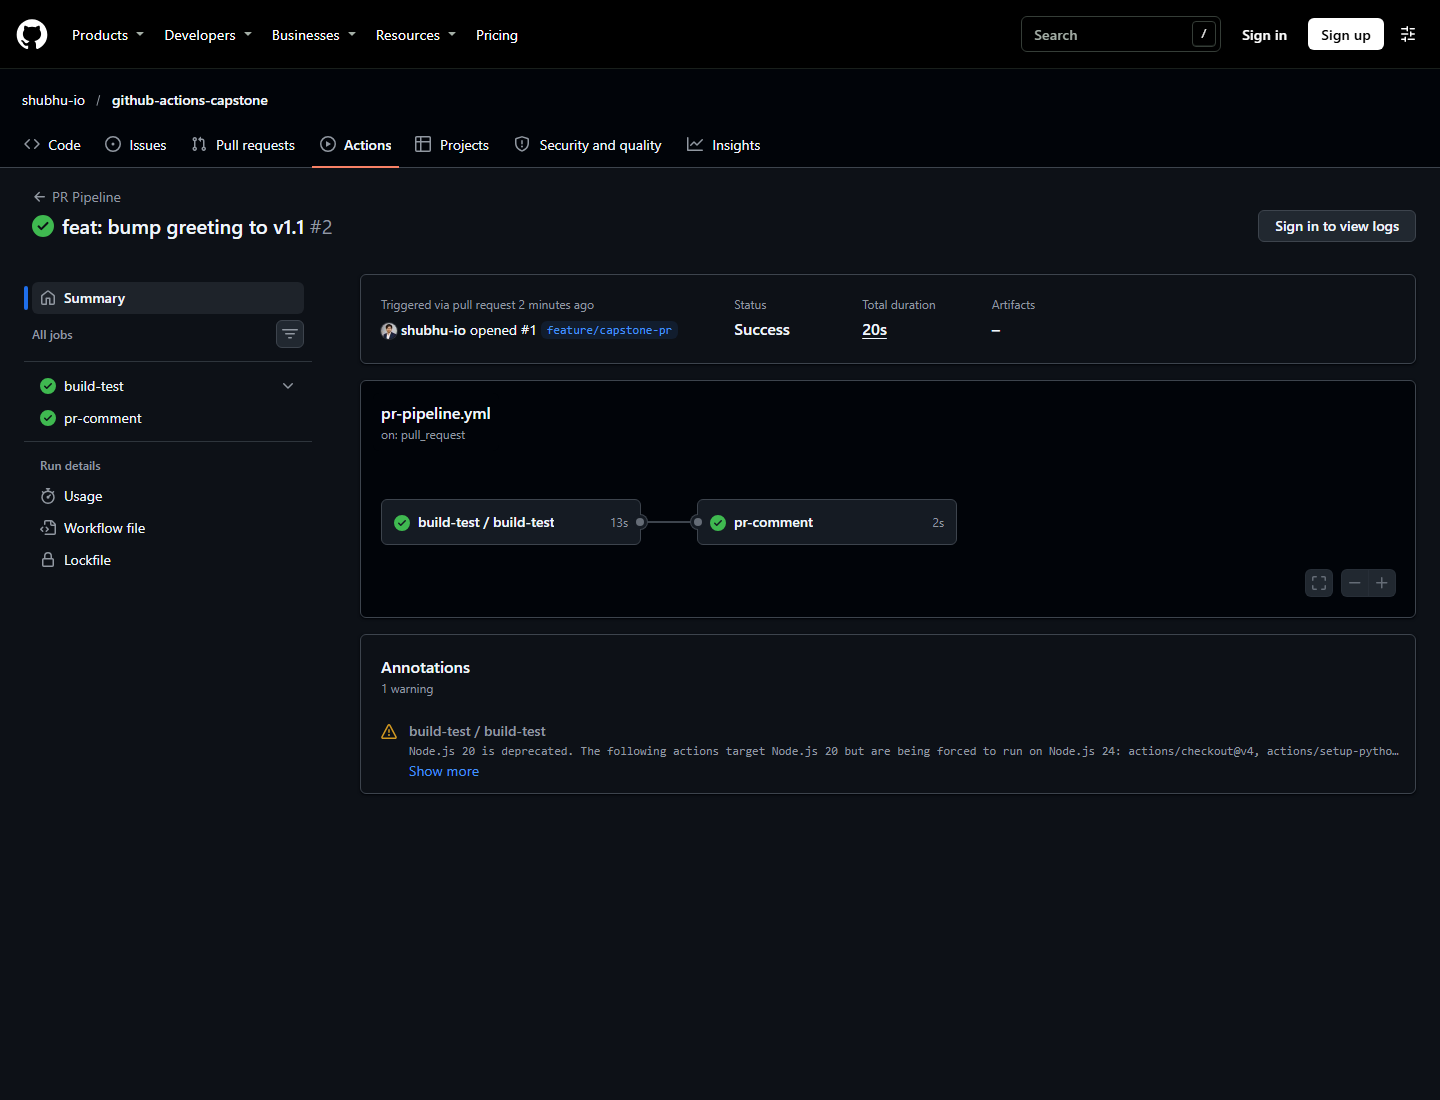 Products Developers Businesses Resources Pricing Search / Sign in Sign up
shubhu-io / github-actions-capstone
Code Issues Pull requests Actions Projects Security and quality Insights
← PR Pipeline
feat: bump greeting to v1.1 #2
Sign in to view logs
Summary
All jobs
build-test
pr-comment
Run details
Usage
Workflow file
Lockfile
Triggered via pull request 2 minutes ago
shubhu-io opened #1 feature/capstone-pr
Status
Success
Total duration
20s
Artifacts
–
pr-pipeline.yml
on: pull_request
build-test / build-test 13s
pr-comment 2s
Annotations
1 warning
build-test / build-test
Node.js 20 is deprecated. The following actions target Node.js 20 but are being forced to run on Node.js 24: actions/checkout@v4, actions/setup-pytho…
Show more